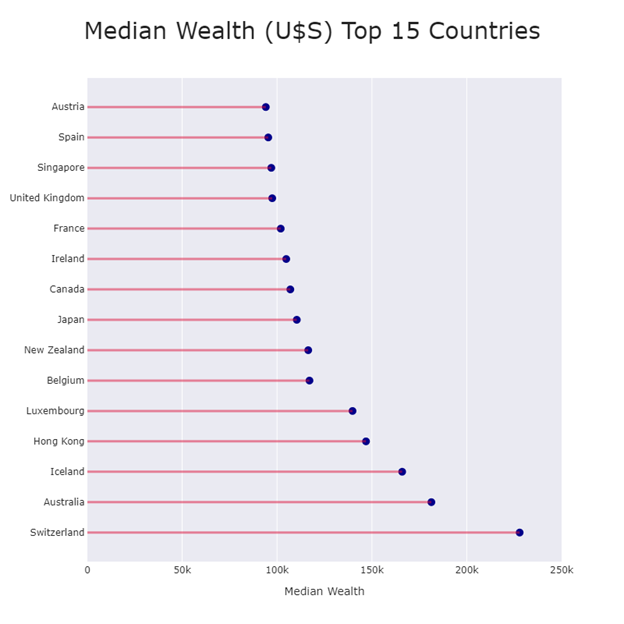 Median Wealth (U$S) Top 15 Countries
Austria
Spain
Singapore
United Kingdom
France
Ireland
Canada
Japan
New Zealand
Belgium
Luxembourg
Hong Kong
Iceland
Australia
Switzerland
0 50k 100k 150k 200k 250k
Median Wealth